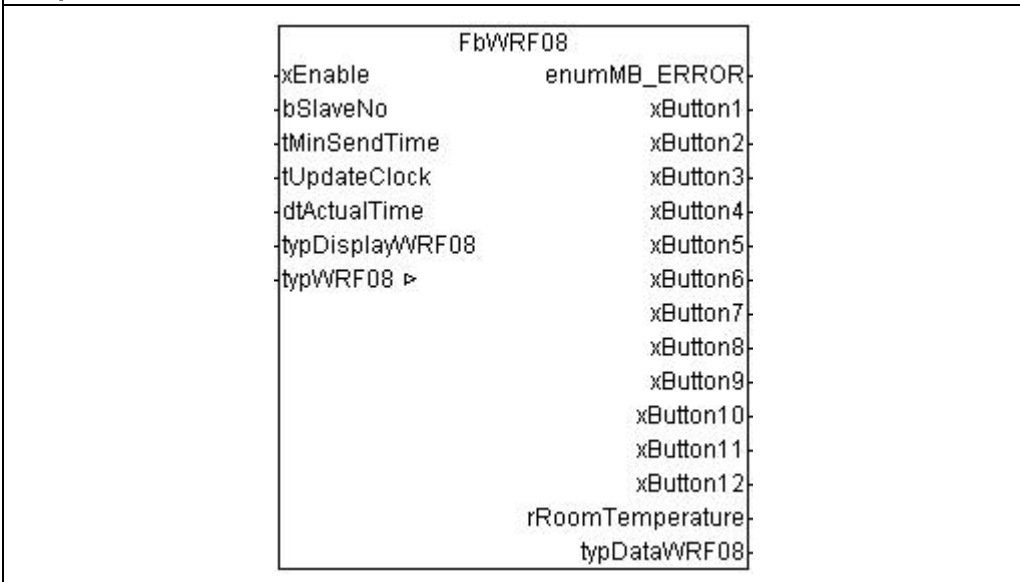 FbWRF08
xEnable enumMB_ERROR
bSlaveNo xButton1
tMinSendTime xButton2
tUpdateClock xButton3
dtActualTime xButton4
typDisplayWRF08 xButton5
typWRF08 ▹ xButton6
xButton7
xButton8
xButton9
xButton10
xButton11
xButton12
rRoomTemperature
typDataWRF08